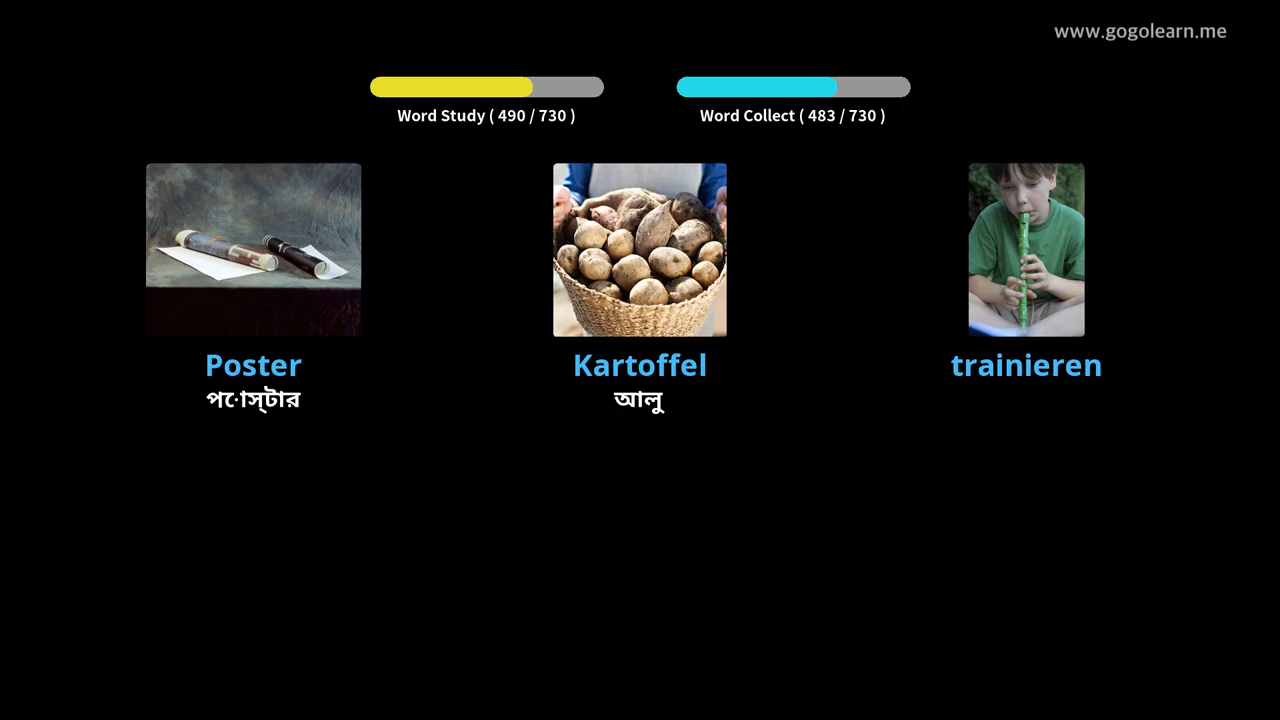 www.gogolearn.me
Word Study ( 490 / 730 )
Word Collect ( 483 / 730 )
Poster
পোস্টার
Kartoffel
আলু
trainieren